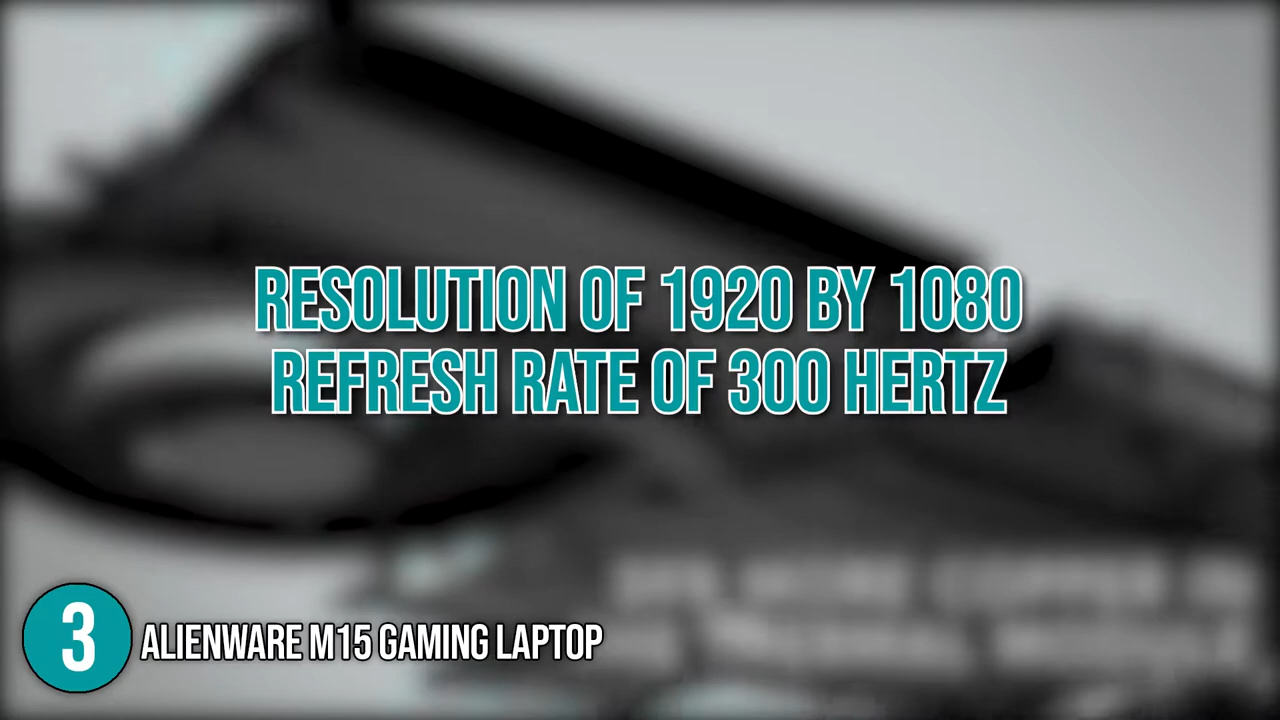 RESOLUTION OF 1920 BY 1080
REFRESH RATE OF 300 HERTZ
3
ALIENWARE M15 GAMING LAPTOP